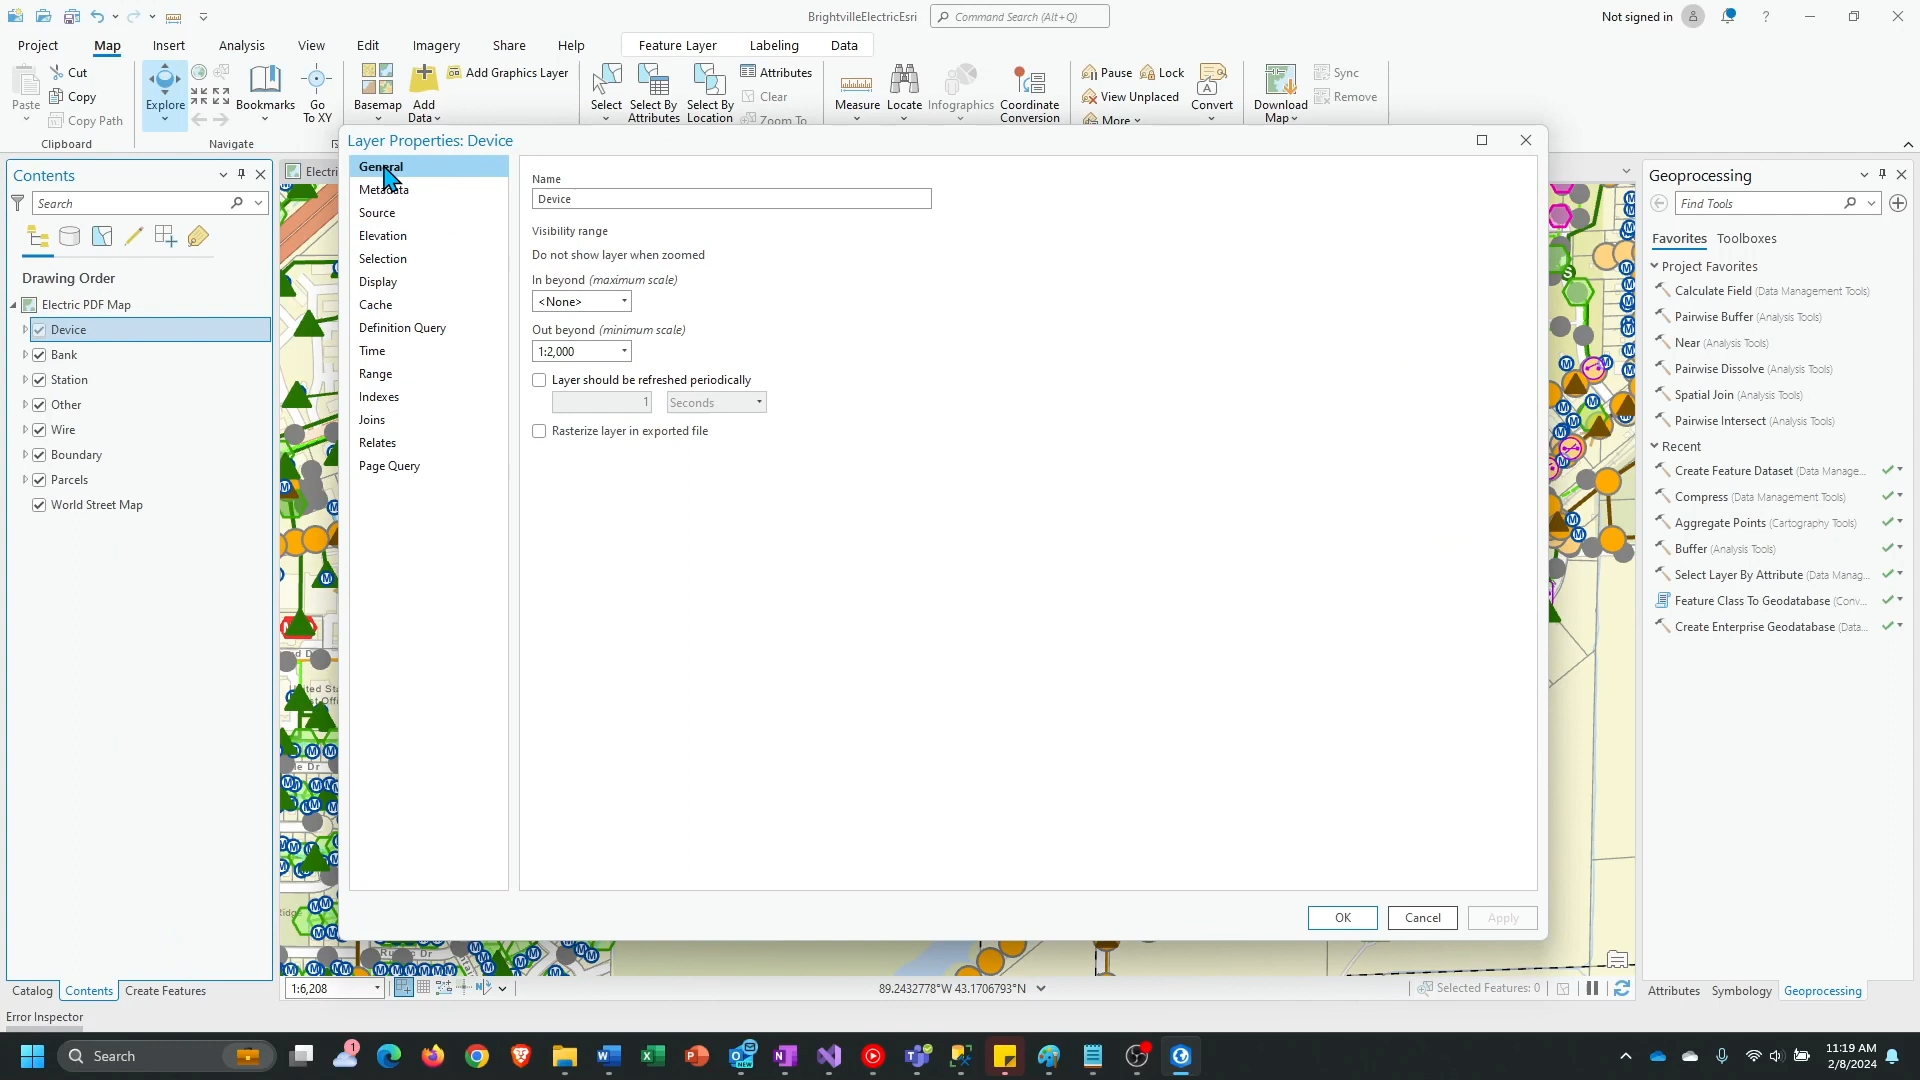 BrightvilleElectricEsri
Command Search (Alt+Q)
Not signed in
?
Project
Map
Insert
Analysis
View
Edit
Imagery
Share
Help
Feature Layer
Labeling
Data
Paste
Cut
Copy
Copy Path
Clipboard
Explore
Bookmarks
Go
To XY
Navigate
Basemap
Add
Data
Add Graphics Layer
Select
Select By
Attributes
Select By
Location
Attributes
Clear
Zoom To
Measure
Locate
Infographics
Coordinate
Conversion
Pause
Lock
View Unplaced
More
Convert
Download
Map
Sync
Remove
Contents
Search
Drawing Order
Electric PDF Map
Device
Bank
Station
Other
Wire
Boundary
Parcels
World Street Map
Catalog
Contents
Create Features
Error Inspector
Electri
Layer Properties: Device
General
Metadata
Source
Elevation
Selection
Display
Cache
Definition Query
Time
Range
Indexes
Joins
Relates
Page Query
Name
Device
Visibility range
Do not show layer when zoomed
In beyond (maximum scale)
<None>
Out beyond (minimum scale)
1:2,000
Layer should be refreshed periodically
1
Seconds
Rasterize layer in exported file
OK
Cancel
Apply
1:6,208
89.2432778°W 43.1706793°N
Selected Features: 0
Geoprocessing
Find Tools
Favorites
Toolboxes
Project Favorites
Calculate Field (Data Management Tools)
Pairwise Buffer (Analysis Tools)
Near (Analysis Tools)
Pairwise Dissolve (Analysis Tools)
Spatial Join (Analysis Tools)
Pairwise Intersect (Analysis Tools)
Recent
Create Feature Dataset (Data Manage...
Compress (Data Management Tools)
Aggregate Points (Cartography Tools)
Buffer (Analysis Tools)
Select Layer By Attribute (Data Manag...
Feature Class To Geodatabase (Conv...
Create Enterprise Geodatabase (Data...
Attributes
Symbology
Geoprocessing
Search
1
11:19 AM
2/8/2024